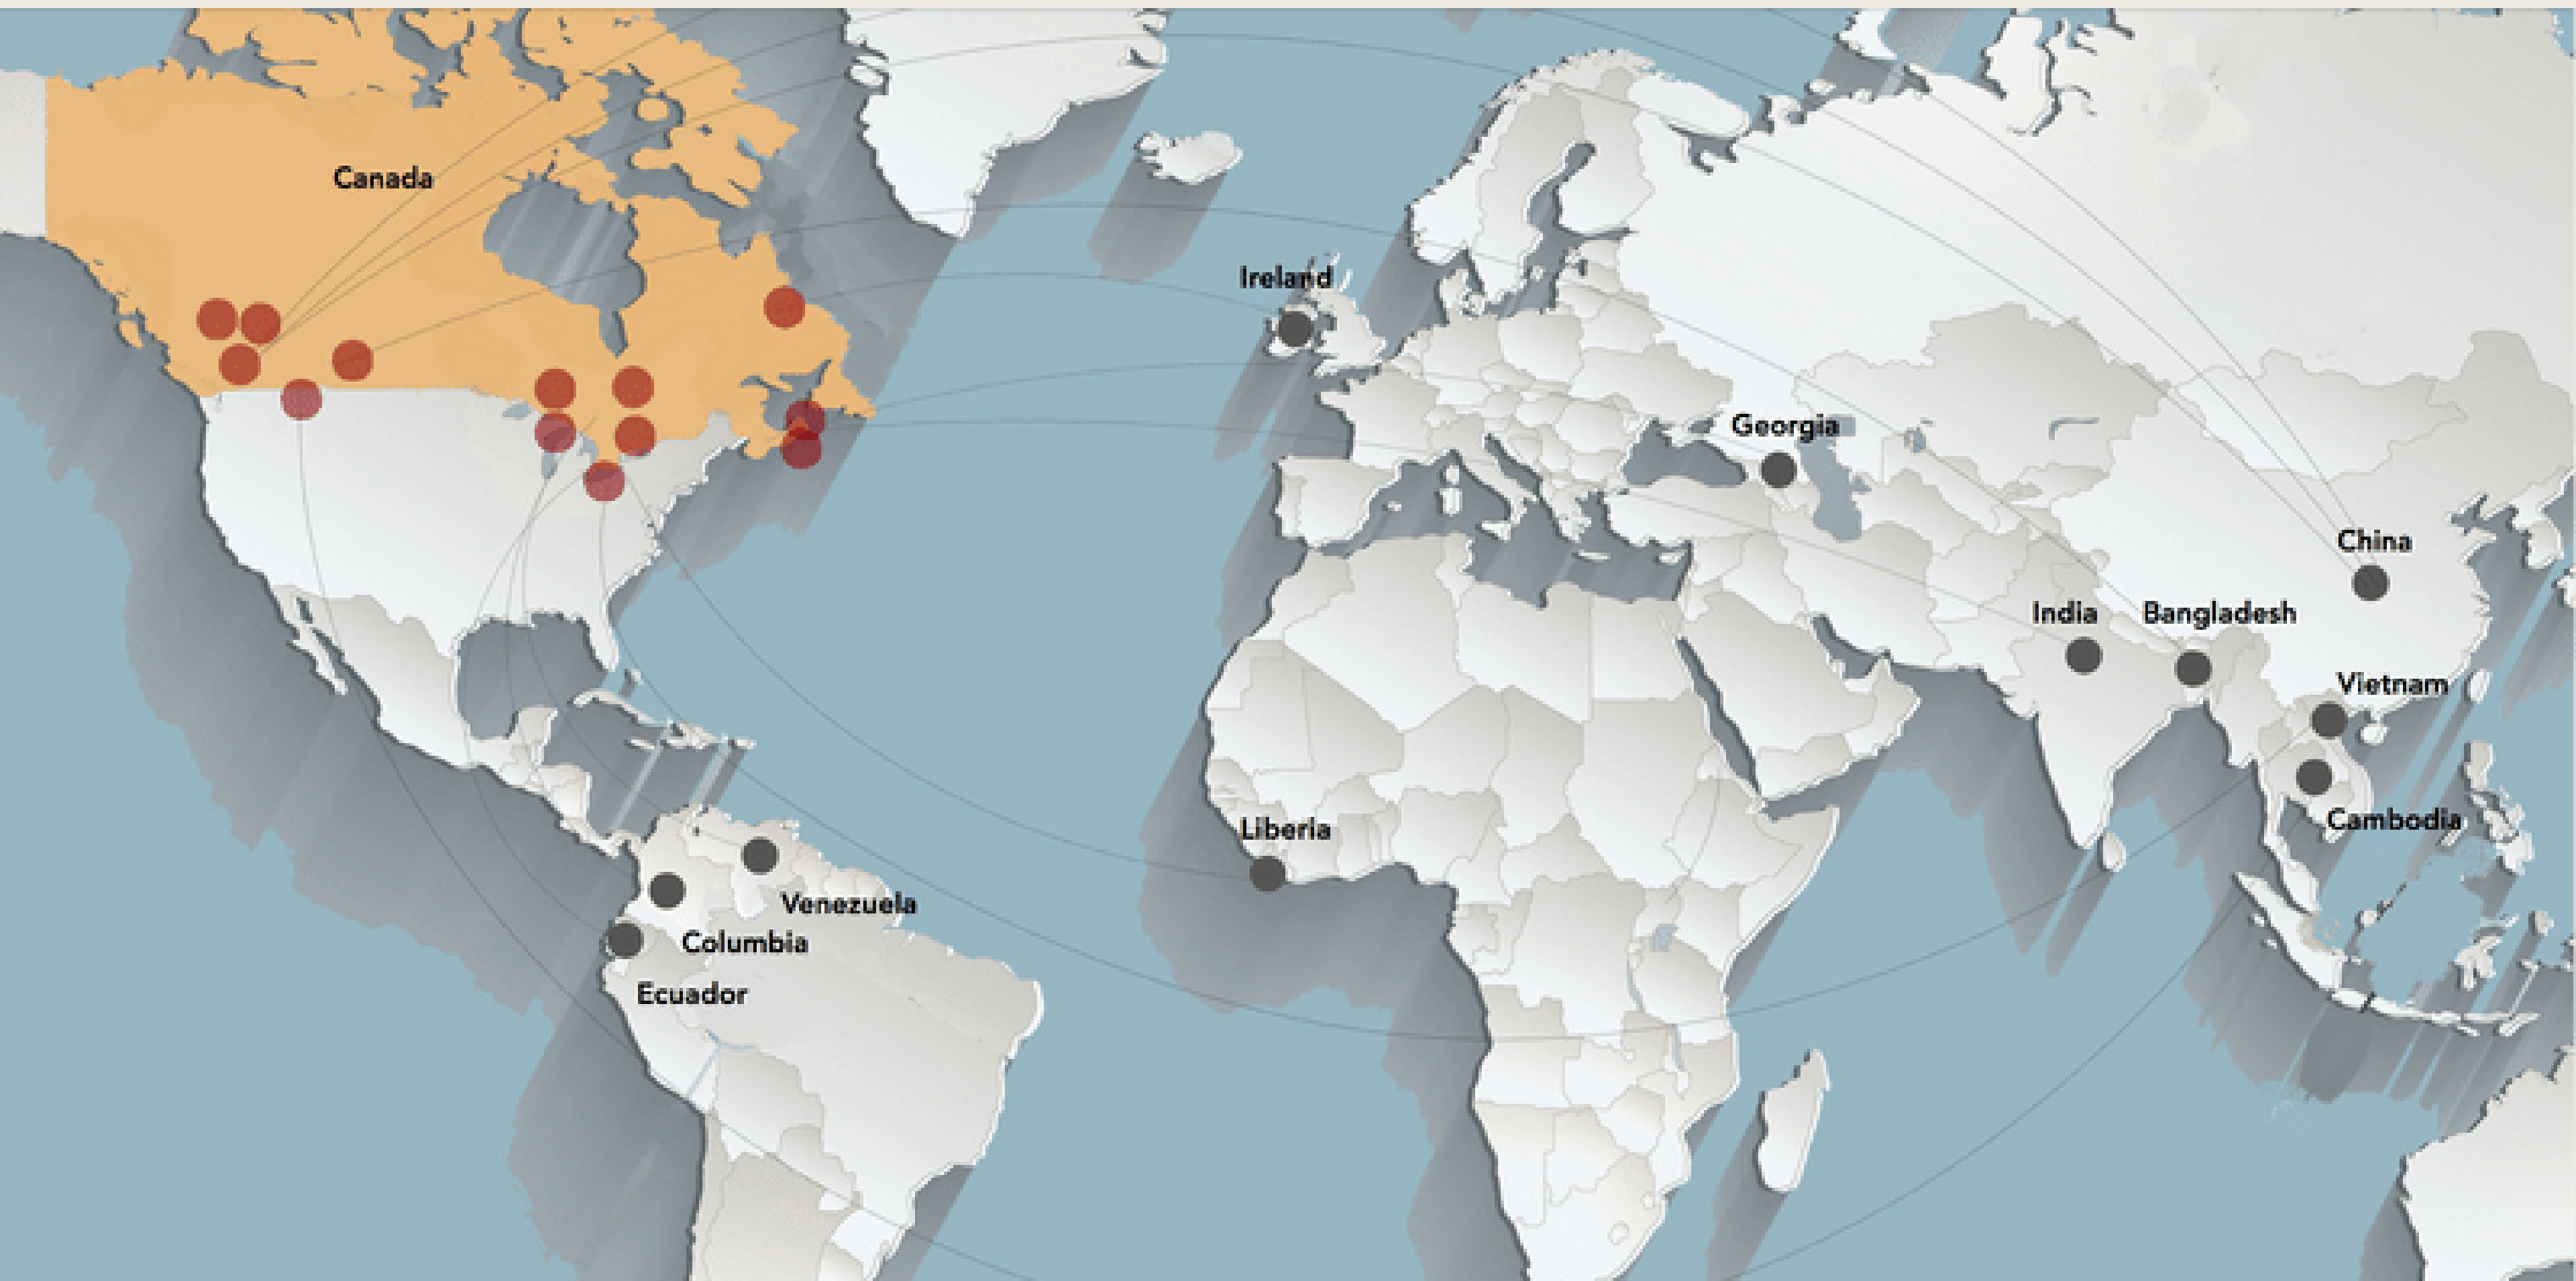 Canada
Ireland
Georgia
China
India
Bangladesh
Vietnam
Cambodia
Liberia
Venezuela
Columbia
Ecuador